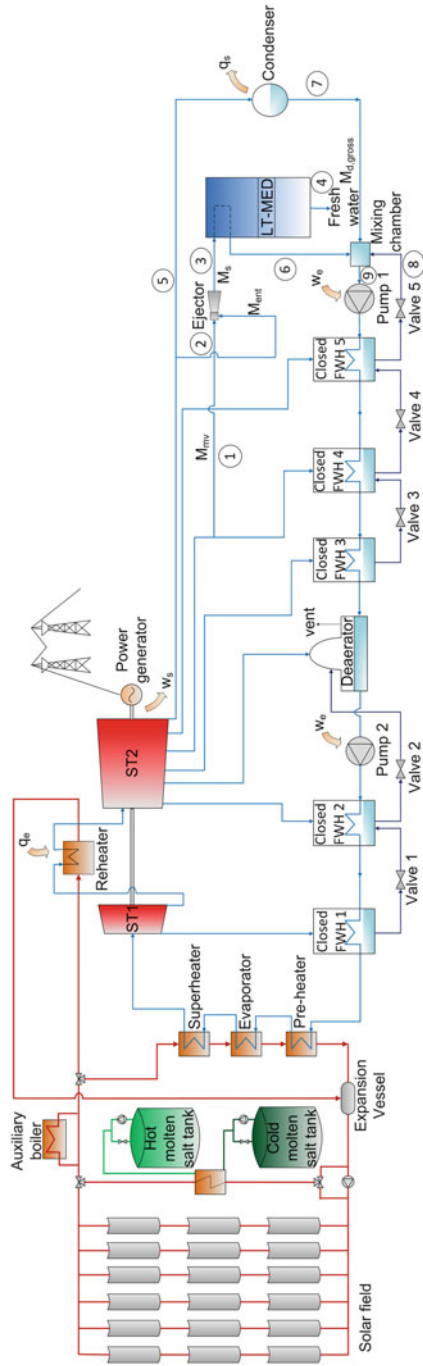 Solar field
Auxiliary
boiler
Hot
molten
salt tank
Cold
molten
salt tank
Expansion
Vessel
Superheater
Evaporator
Pre-heater
qe
Reheater
ST1
ST2
Power
generator
ws
Closed
FWH 1
Valve 1
Closed
FWH 2
Valve 2
we
Pump 2
vent
Deaerator
Closed
FWH 3
Valve 3
Closed
FWH 4
Valve 4
Closed
FWH 5
Valve 5
Mmv
1
2
Ejector
Ment
3
Ms
5
LT-MED
4
Fresh
water
Md,gross
6
we
Pump 1
9
Mixing
chamber
8
qs
Condenser
7